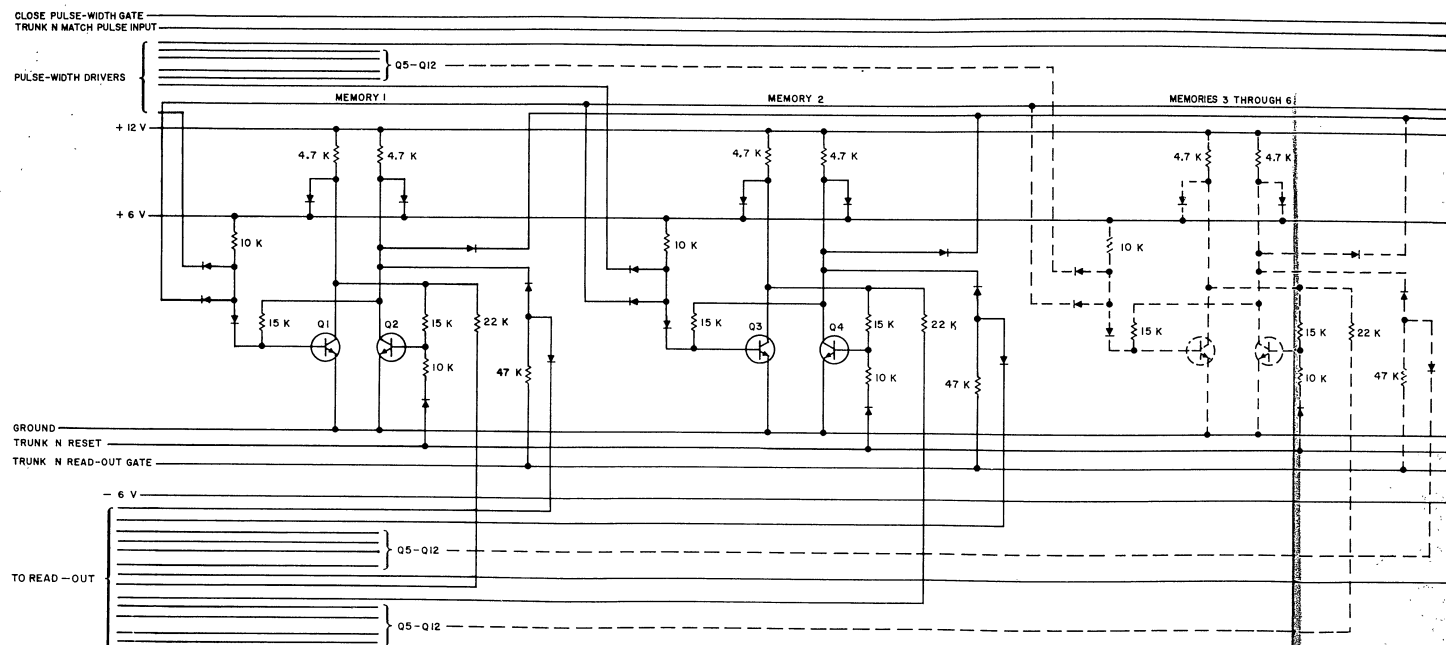 CLOSE PULSE-WIDTH GATE
TRUNK N MATCH PULSE INPUT
PULSE-WIDTH DRIVERS
Q5-Q12
MEMORY 1
MEMORY 2
MEMORIES 3 THROUGH 6
+ 12 V
4.7 K
4.7 K
4.7 K
4.7 K
4.7 K
4.7 K
+ 6 V
10 K
10 K
10 K
15 K
Q1
Q2
15 K
22 K
15 K
Q3
Q4
15 K
22 K
15 K
15 K
22 K
10 K
47 K
10 K
47 K
10 K
47 K
GROUND
TRUNK N RESET
TRUNK N READ-OUT GATE
- 6 V
Q5-Q12
TO READ-OUT
Q5-Q12